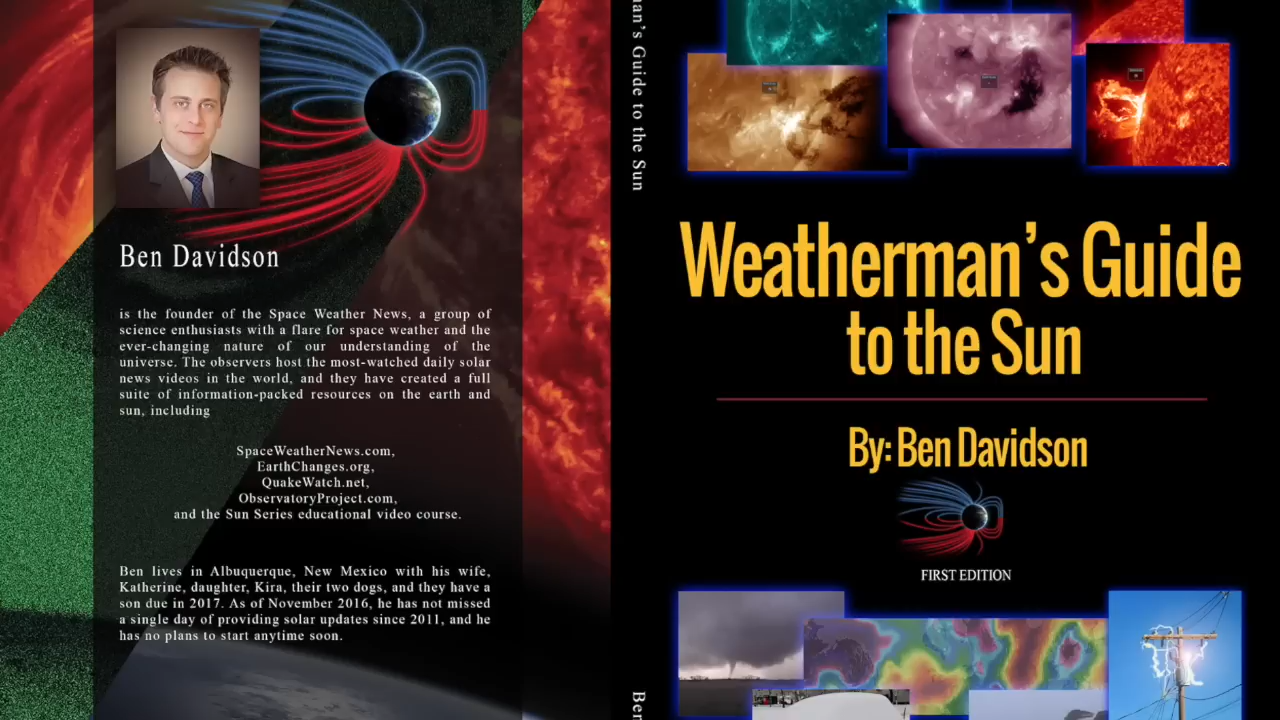 Ben Davidson
is the founder of the Space Weather News, a group of
science enthusiasts with a flare for space weather and the
ever-changing nature of our understanding of the
universe. The observers host the most-watched daily solar
news videos in the world, and they have created a full
suite of information-packed resources on the earth and
sun, including
SpaceWeatherNews.com,
EarthChanges.org,
QuakeWatch.net,
ObservatoryProject.com,
and the Sun Series educational video course.
Ben lives in Albuquerque, New Mexico with his wife,
Katherine, daughter, Kira, their two dogs, and they have a
son due in 2017. As of November 2016, he has not missed
a single day of providing solar updates since 2011, and he
has no plans to start anytime soon.
an's Guide to the Sun
Ben
Weatherman's Guide
to the Sun
By: Ben Davidson
FIRST EDITION